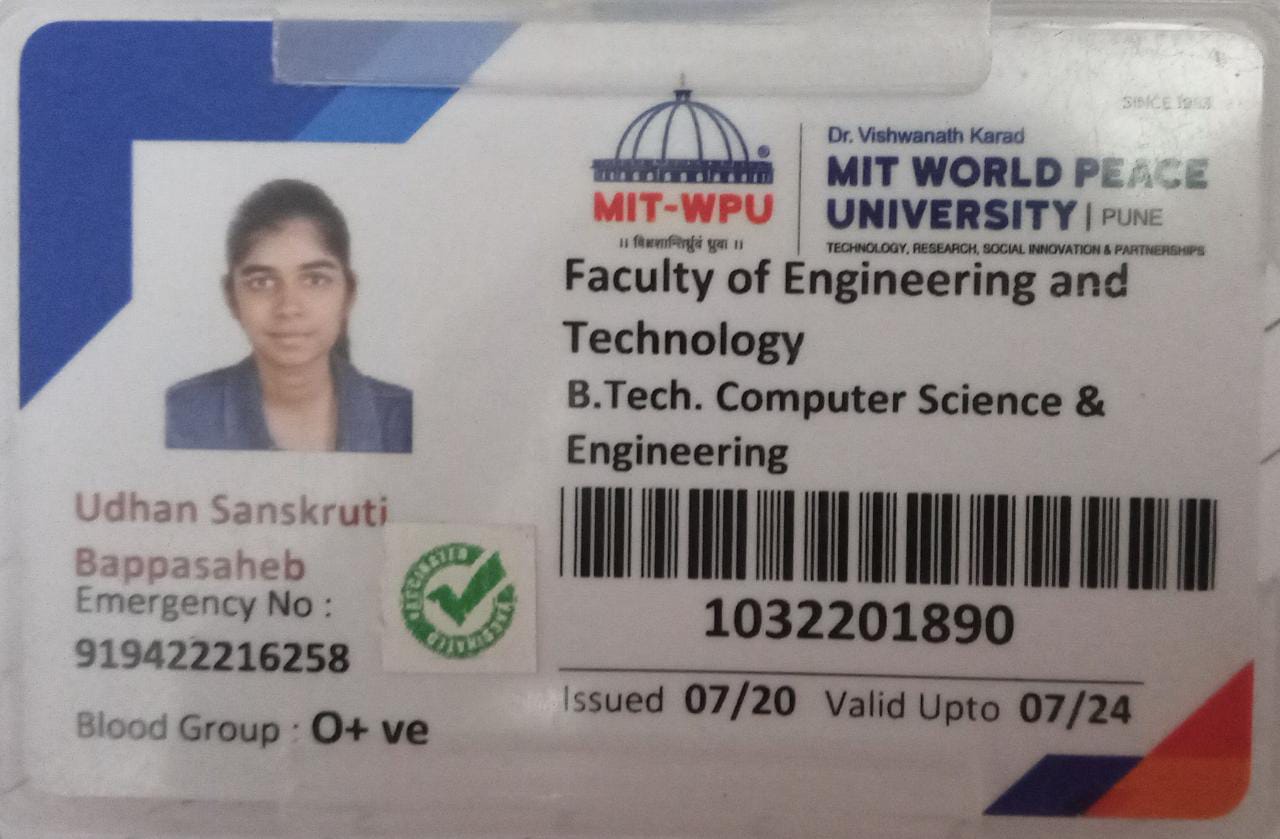 SINCE 1983
Dr. Vishwanath Karad
MIT WORLD PEACE
UNIVERSITY | PUNE
TECHNOLOGY, RESEARCH, SOCIAL INNOVATION & PARTNERSHIPS
MIT-WPU
॥ विश्वशान्तिर्ध्रुवं ध्रुवा ॥
Faculty of Engineering and
Technology
B.Tech. Computer Science &
Engineering
1032201890
Issued 07/20 Valid Upto 07/24
Udhan Sanskruti
Bappasaheb
Emergency No :
919422216258
Blood Group : O+ ve
VACCINATED
VACCINATED